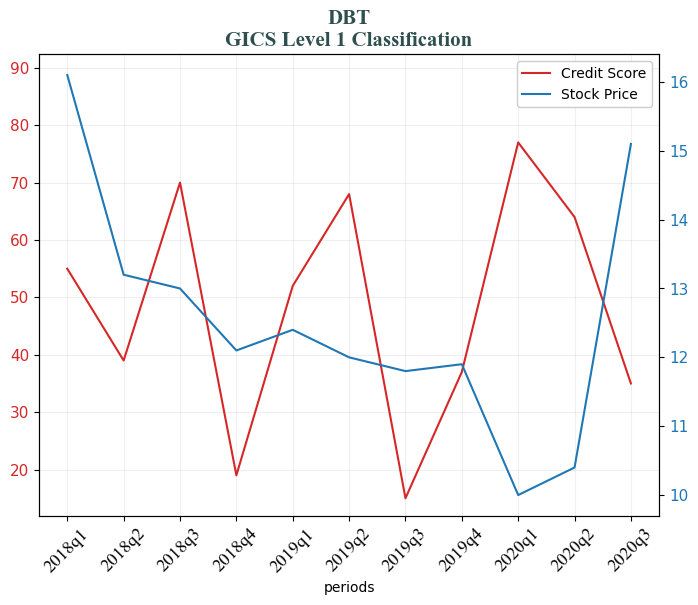 DBT
GICS Level 1 Classification
Credit Score
Stock Price
90
80
70
60
50
40
30
20
16
15
14
13
12
11
10
2018q1
2018q2
2018q3
2018q4
2019q1
2019q2
2019q3
2019q4
2020q1
2020q2
2020q3
periods